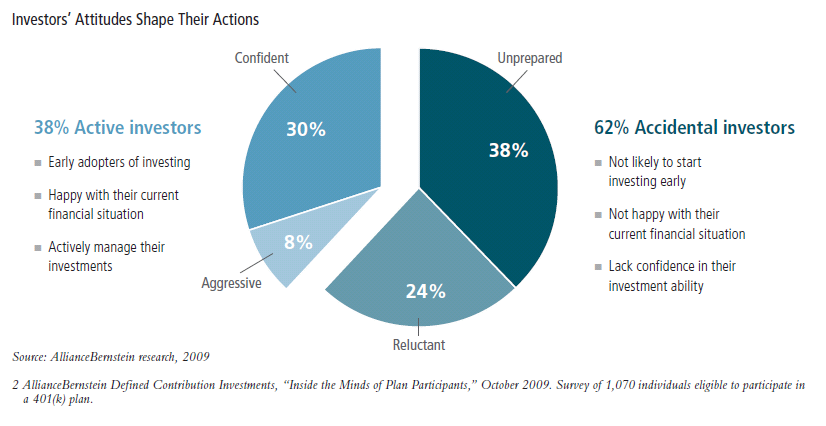 Investors’ Attitudes Shape Their Actions
Confident
Unprepared
38% Active investors
Early adopters of investing
Happy with their current
financial situation
Actively manage their
investments
30%
8%
Aggressive
38%
24%
Reluctant
62% Accidental investors
Not likely to start
investing early
Not happy with their
current financial situation
Lack confidence in their
investment ability
Source: AllianceBernstein research, 2009
2 AllianceBernstein Defined Contribution Investments, “Inside the Minds of Plan Participants,” October 2009. Survey of 1,070 individuals eligible to participate in
a 401(k) plan.